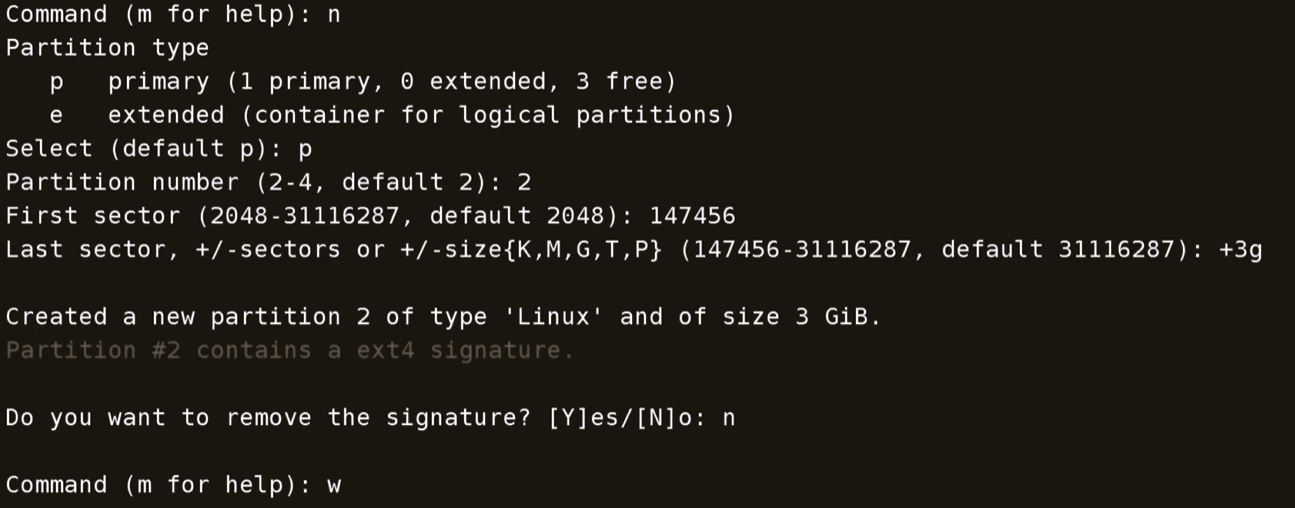 Command (m for help): n
Partition type
   p   primary (1 primary, 0 extended, 3 free)
   e   extended (container for logical partitions)
Select (default p): p
Partition number (2-4, default 2): 2
First sector (2048-31116287, default 2048): 147456
Last sector, +/-sectors or +/-size{K,M,G,T,P} (147456-31116287, default 31116287): +3g
Created a new partition 2 of type 'Linux' and of size 3 GiB.
Partition #2 contains a ext4 signature.
Do you want to remove the signature? [Y]es/[N]o: n
Command (m for help): w